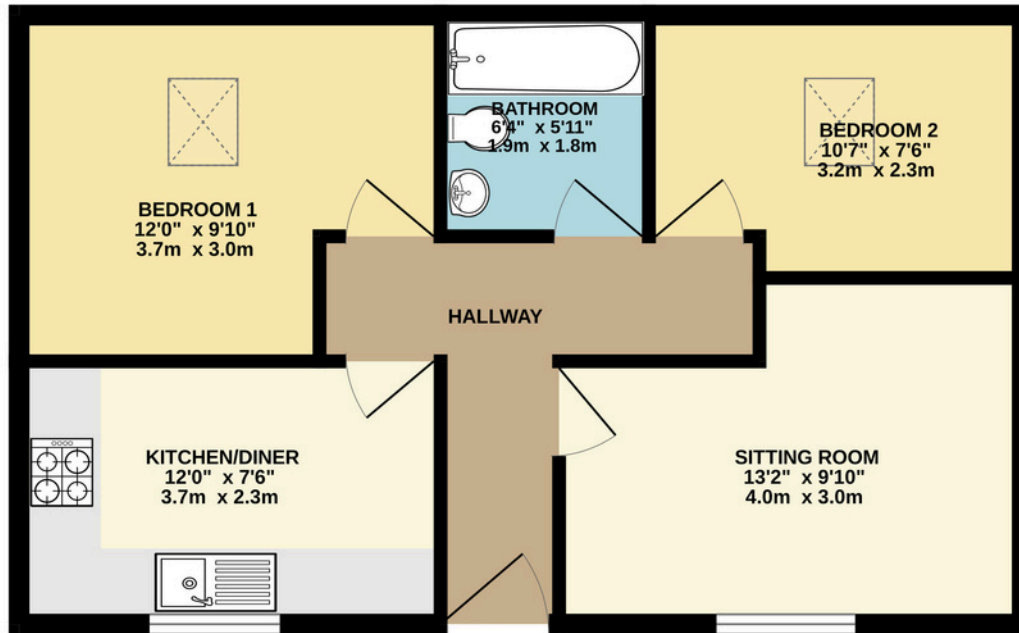 BATHROOM
6'4" x 5'11"
1.9m x 1.8m
BEDROOM 2
10'7" x 7'6"
3.2m x 2.3m
BEDROOM 1
12'0" x 9'10"
3.7m x 3.0m
HALLWAY
KITCHEN/DINER
12'0" x 7'6"
3.7m x 2.3m
SITTING ROOM
13'2" x 9'10"
4.0m x 3.0m